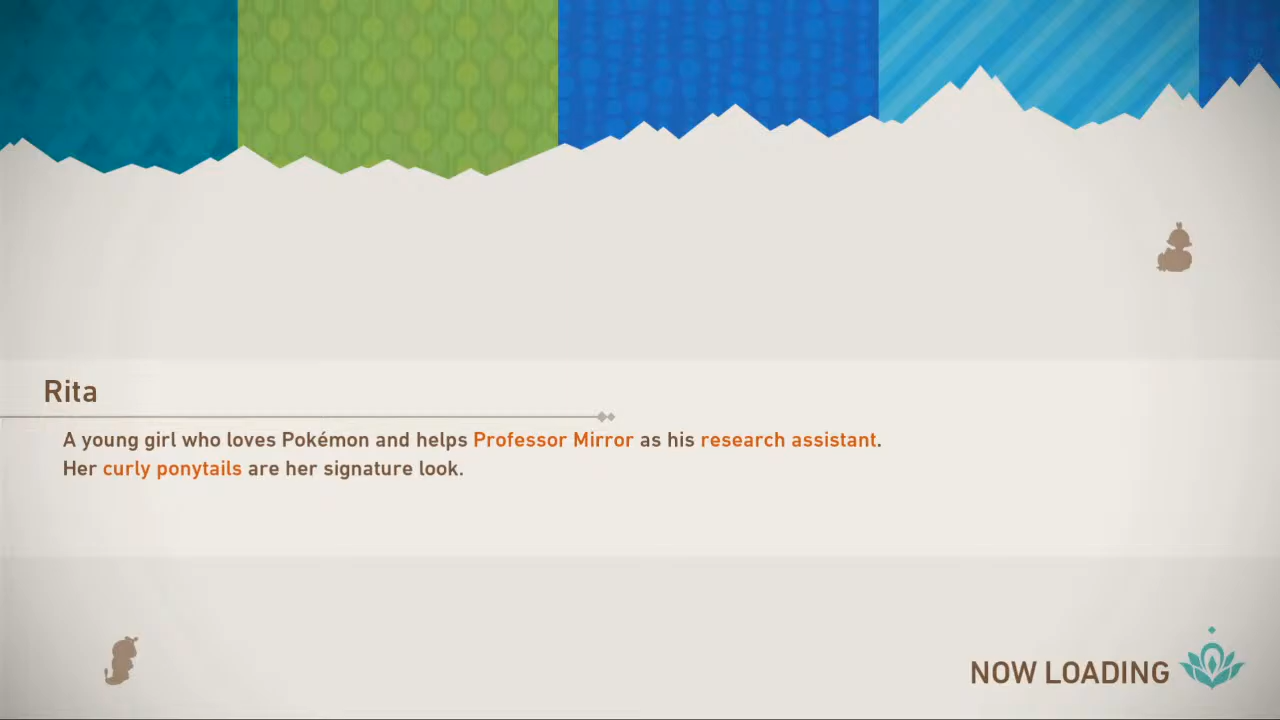 Rita
A young girl who loves Pokémon and helps Professor Mirror as his research assistant.
Her curly ponytails are her signature look.
NOW LOADING